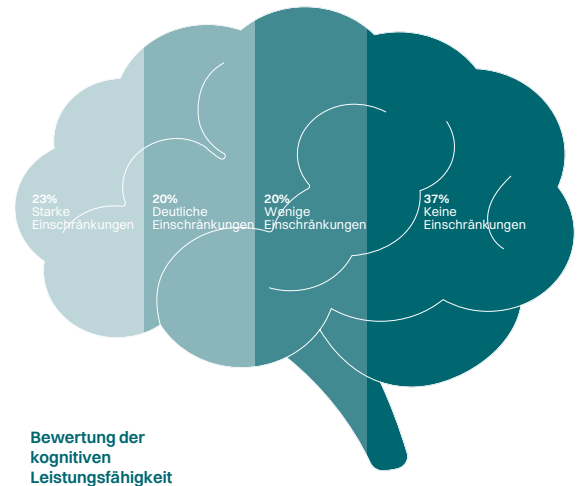 23%
Starke
Einschränkungen
20%
Deutliche
Einschränkungen
20%
Wenige
Einschränkungen
37%
Keine
Einschränkungen
Bewertung der
kognitiven
Leistungsfähigkeit